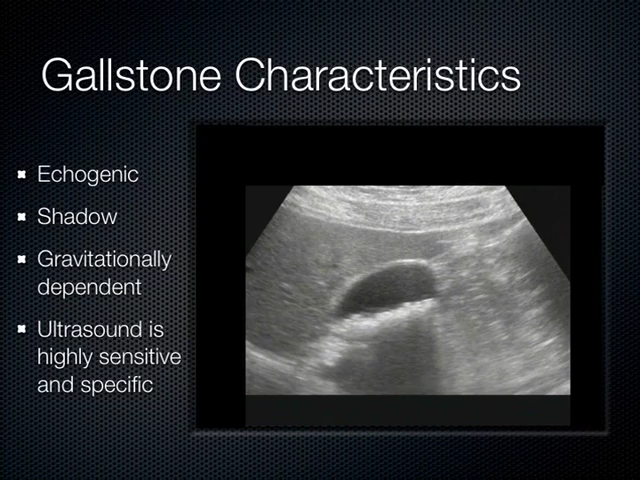 Gallstone Characteristics
Echogenic
Shadow
Gravitationally
dependent
Ultrasound is
highly sensitive
and specific